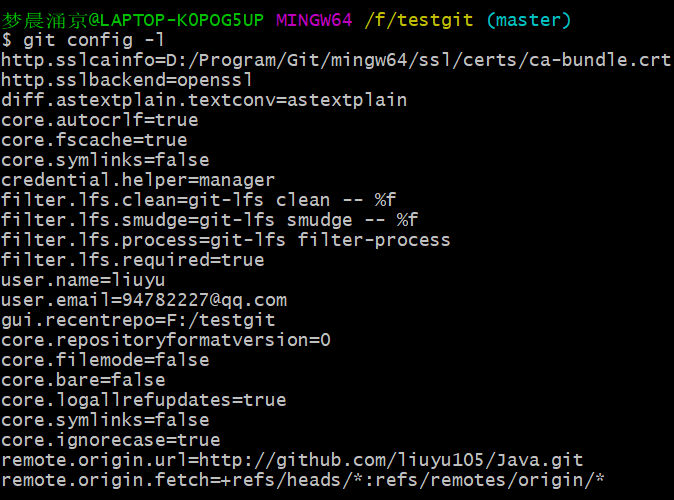 梦晨涌京@LAPTOP-K0POG5UP MINGW64 /f/testgit (master)
$ git config -l
http.sslcainfo=D:/Program/Git/mingw64/ssl/certs/ca-bundle.crt
http.sslbackend=openssl
diff.astextplain.textconv=astextplain
core.autocrlf=true
core.fscache=true
core.symlinks=false
credential.helper=manager
filter.lfs.clean=git-lfs clean -- %f
filter.lfs.smudge=git-lfs smudge -- %f
filter.lfs.process=git-lfs filter-process
filter.lfs.required=true
user.name=liuyu
user.email=94782227@qq.com
gui.recentrepo=F:/testgit
core.repositoryformatversion=0
core.filemode=false
core.bare=false
core.logallrefupdates=true
core.symlinks=false
core.ignorecase=true
remote.origin.url=http://github.com/liuyu105/Java.git
remote.origin.fetch=+refs/heads/*:refs/remotes/origin/*